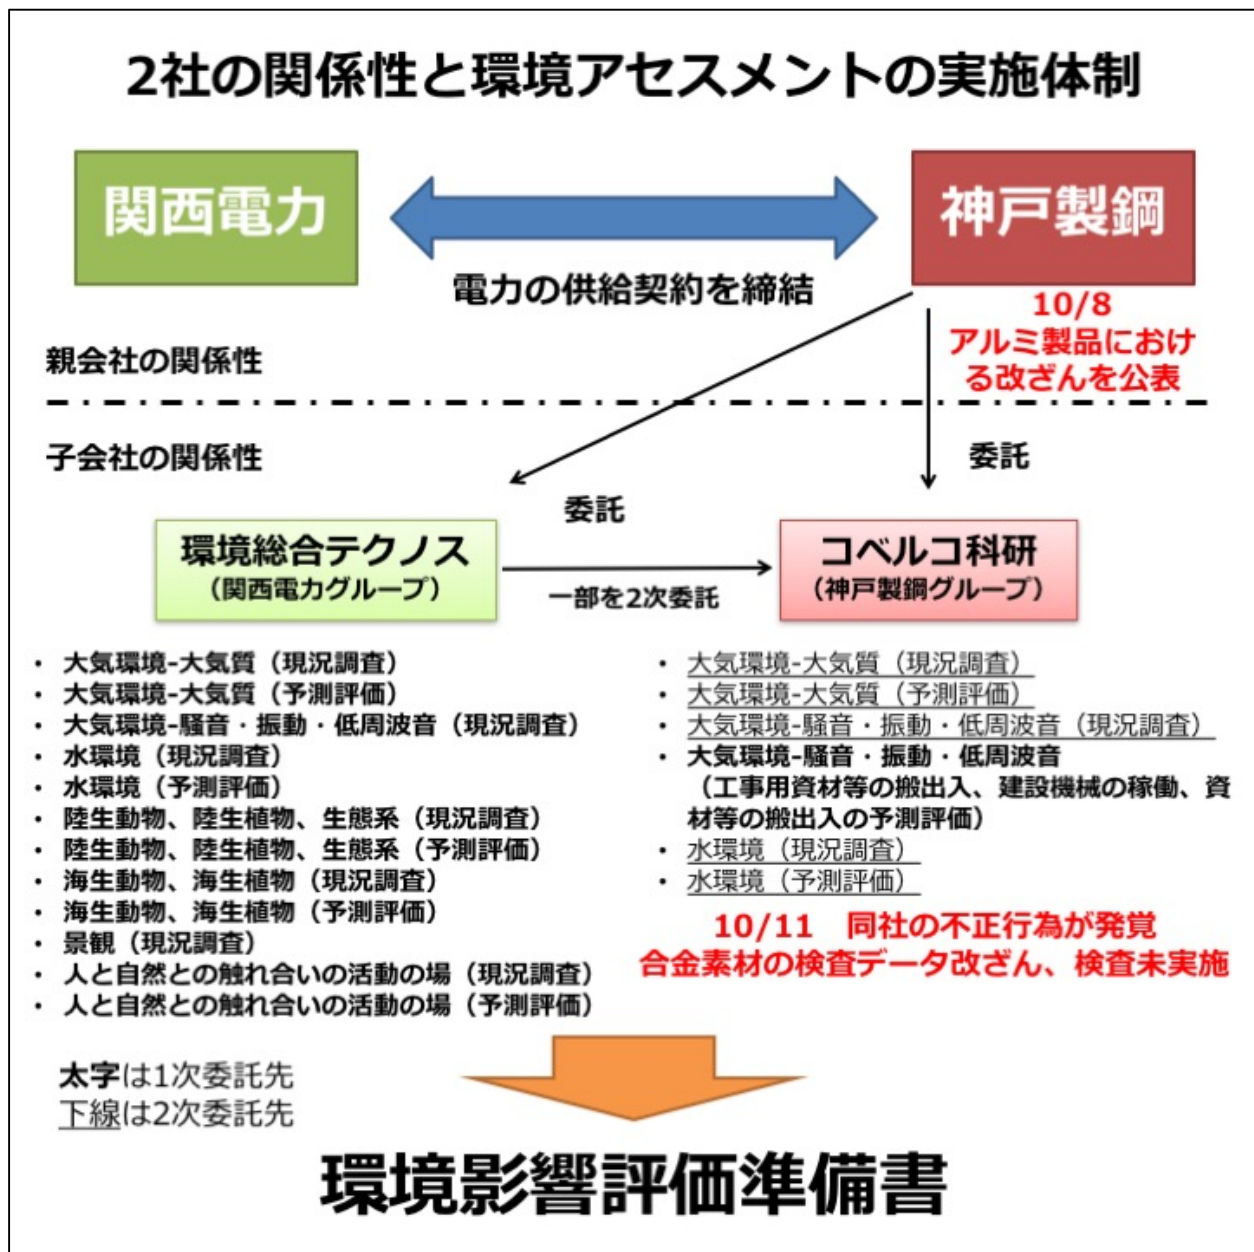 2社の関係性と環境アセスメントの実施体制
関西電力
神戸製鋼
電力の供給契約を締結
10/8
アルミ製品におけ
る改ざんを公表
親会社の関係性
子会社の関係性
委託
委託
環境総合テクノス
（関西電力グループ）
一部を2次委託
コベルコ科研
（神戸製鋼グループ）
・ 大気環境-大気質（現況調査）
・ 大気環境-大気質（予測評価）
・ 大気環境-騒音・振動・低周波音（現況調査）
・ 水環境（現況調査）
・ 水環境（予測評価）
・ 陸生動物、陸生植物、生態系（現況調査）
・ 陸生動物、陸生植物、生態系（予測評価）
・ 海生動物、海生植物（現況調査）
・ 海生動物、海生植物（予測評価）
・ 景観（現況調査）
・ 人と自然との触れ合いの活動の場（現況調査）
・ 人と自然との触れ合いの活動の場（予測評価）
・ 大気環境-大気質（現況調査）
・ 大気環境-大気質（予測評価）
・ 大気環境-騒音・振動・低周波音（現況調査）
・ 大気環境-騒音・振動・低周波音
（工事用資材等の搬出入、建設機械の稼働、資
材等の搬出入の予測評価）
・ 水環境（現況調査）
・ 水環境（予測評価）
10/11　同社の不正行為が発覚
合金素材の検査データ改ざん、検査未実施
太字は1次委託先
下線は2次委託先
環境影響評価準備書